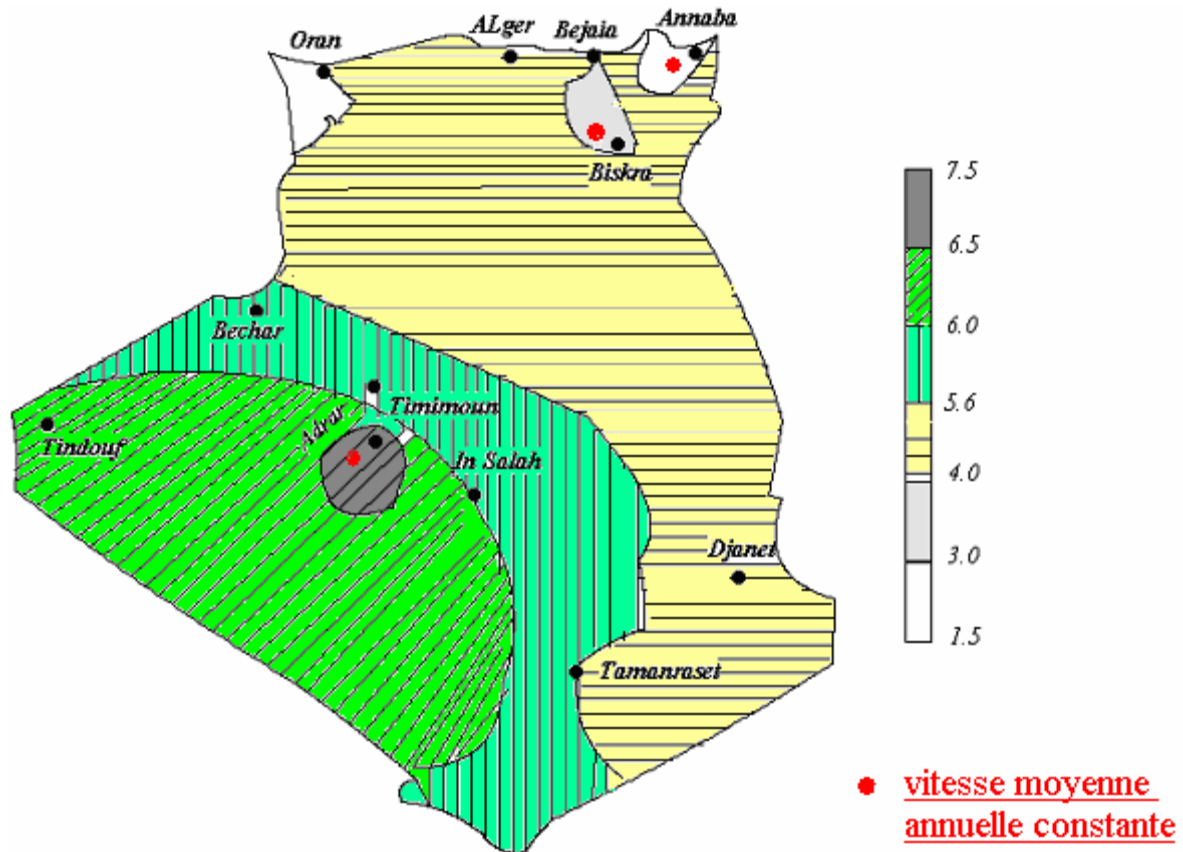 Oran
ALger
Bejaia
Annaba
Biskra
Bechar
Timimoun
Adrar
Tindouf
In Salah
Djanet
Tamanraset
7.5
6.5
6.0
5.6
4.0
3.0
1.5
vitesse moyenne
annuelle constante